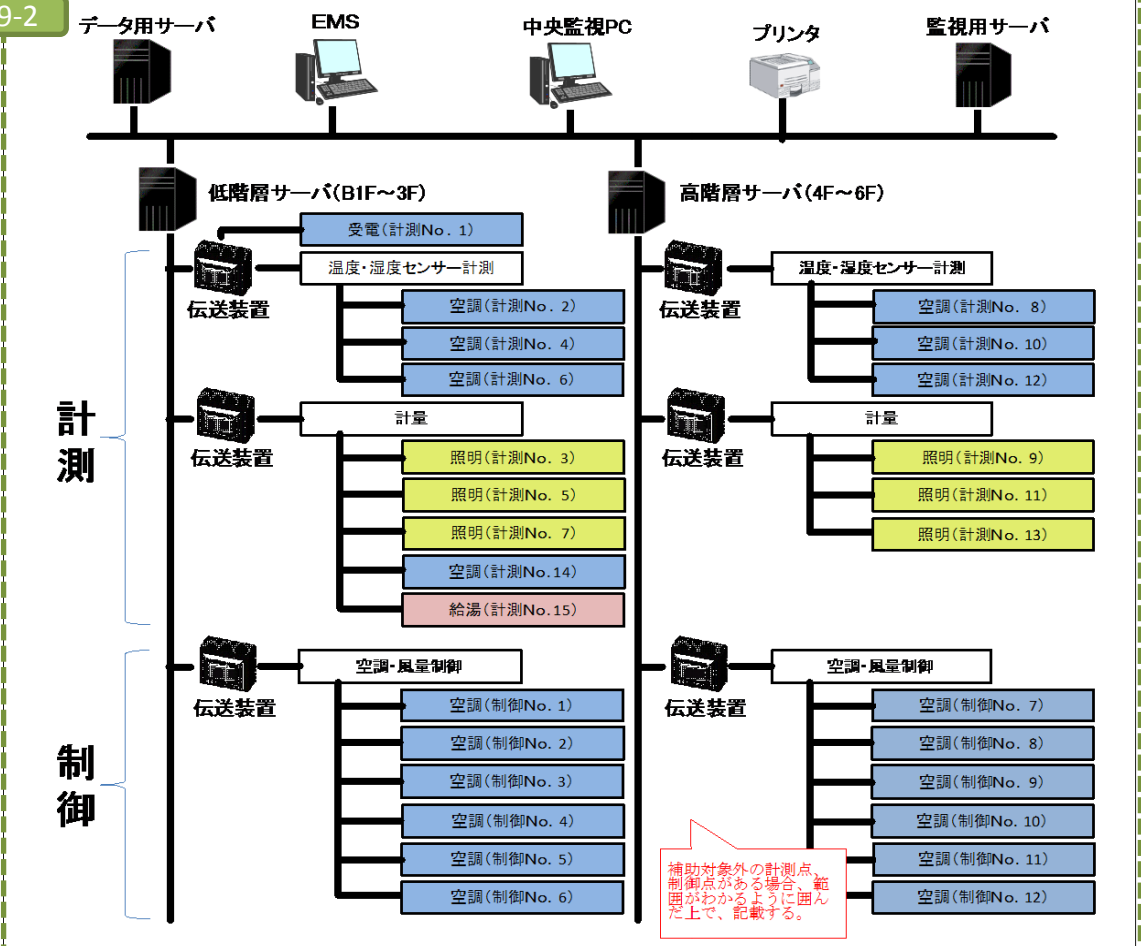 9-2
データ用サーバ
EMS
中央監視PC
プリンタ
監視用サーバ
低階層サーバ(B1F～3F)
高階層サーバ(4F～6F)
計測
受電(計測No. 1)
伝送装置
温度・湿度センサー計測
空調(計測No. 2)
空調(計測No. 4)
空調(計測No. 6)
伝送装置
計量
照明(計測No. 3)
照明(計測No. 5)
照明(計測No. 7)
空調(計測No.14)
給湯(計測No.15)
伝送装置
温度・湿度センサー計測
空調(計測No. 8)
空調(計測No. 10)
空調(計測No. 12)
伝送装置
計量
照明(計測No. 9)
照明(計測No. 11)
照明(計測No. 13)
制御
伝送装置
空調・風量制御
空調(制御No. 1)
空調(制御No. 2)
空調(制御No. 3)
空調(制御No. 4)
空調(制御No. 5)
空調(制御No. 6)
伝送装置
空調・風量制御
空調(制御No. 7)
空調(制御No. 8)
空調(制御No. 9)
空調(制御No. 10)
空調(制御No. 11)
空調(制御No. 12)
補助対象外の計測点、
制御点がある場合、範
囲がわかるように囲ん
だ上で、記載する。